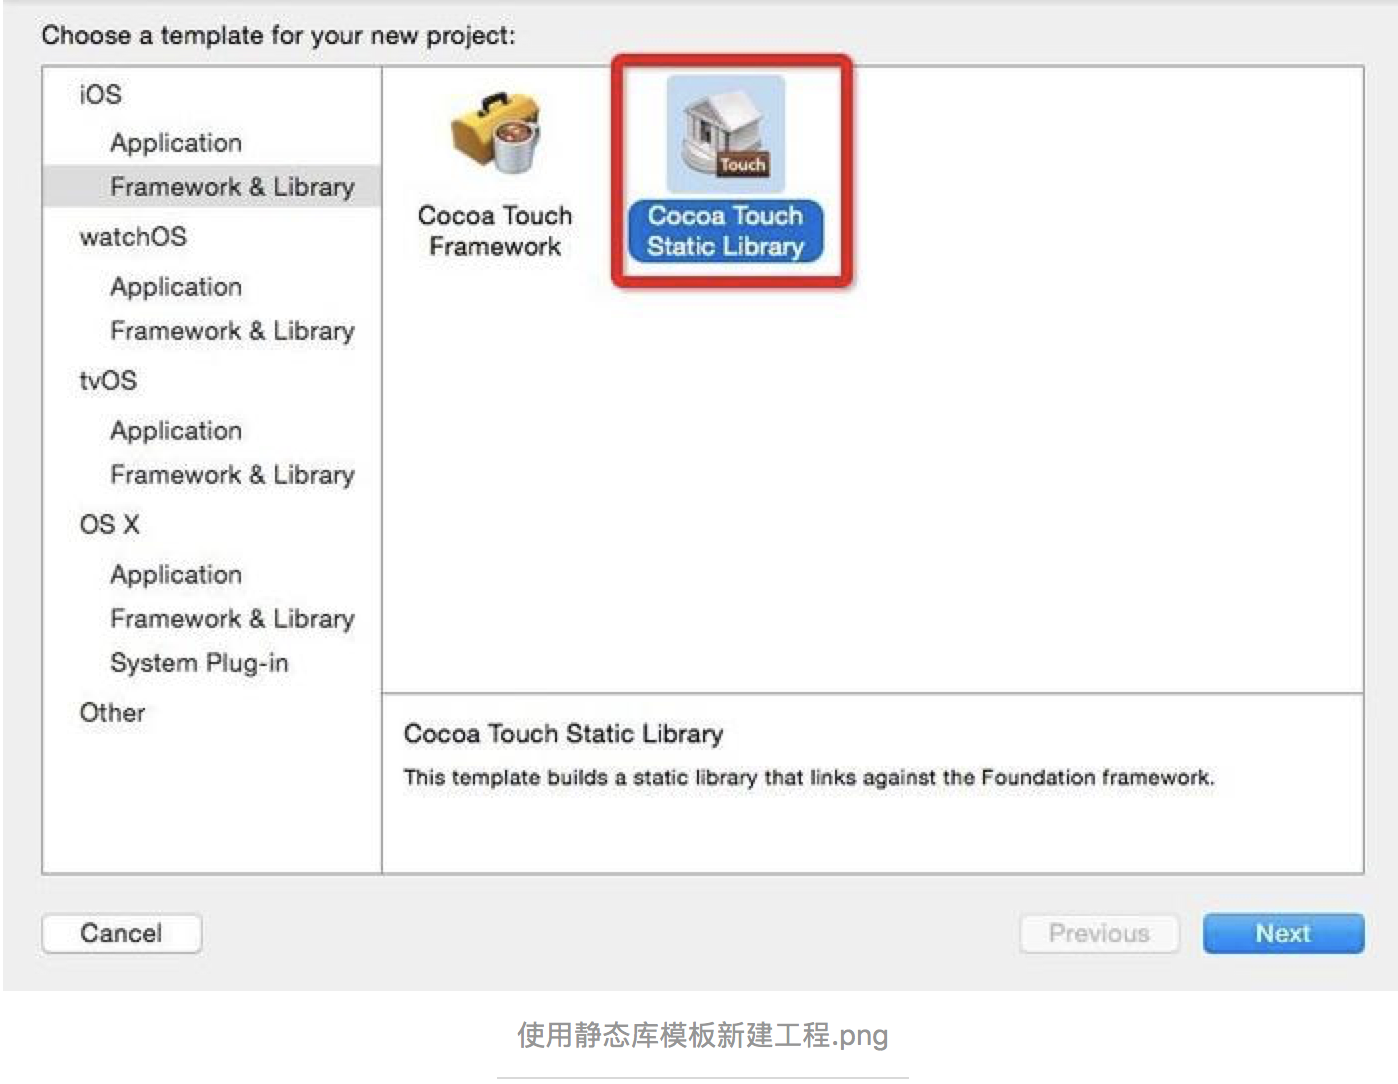 Choose a template for your new project:
iOS
Application
Framework & Library
watchOS
Application
Framework & Library
tvOS
Application
Framework & Library
OS X
Application
Framework & Library
System Plug-in
Other
Cocoa Touch
Framework
Touch
Cocoa Touch
Static Library
Cocoa Touch Static Library
This template builds a static library that links against the Foundation framework.
Cancel
Previous
Next
使用静态库模板新建工程.png